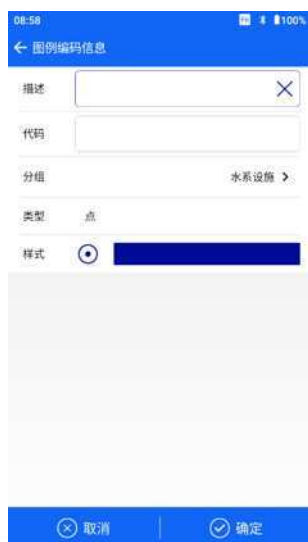 08:58
100%
图例编码信息
描述
代码
分组 水系设施
类型 点
样式
取消 确定